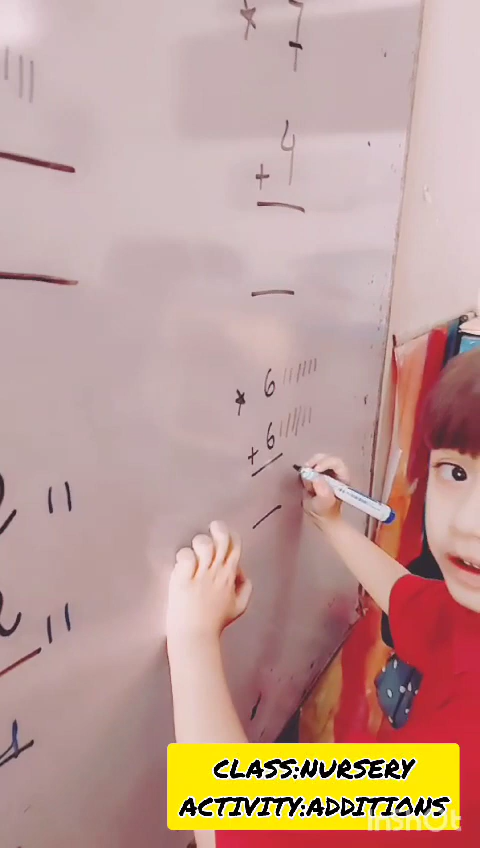 * 7
4
+
* 6
+ 6
CLASS:NURSERY
ACTIVITY:ADDITIONS
InShOt